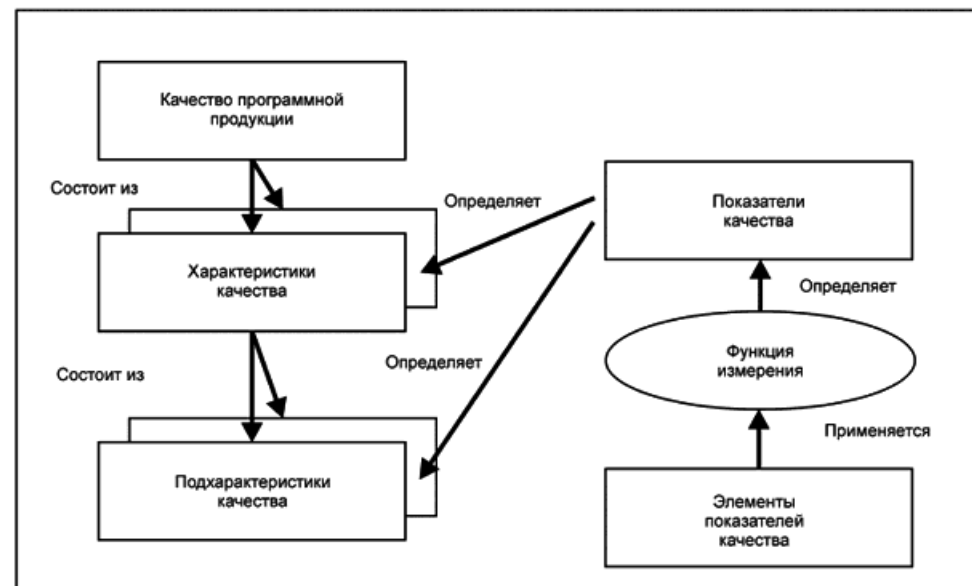 Качество программной
продукции
Состоит из
Определяет
Показатели
качества
Характеристики
качества
Определяет
Функция
измерения
Состоит из
Определяет
Применяется
Подхарактеристики
качества
Элементы
показателей
качества